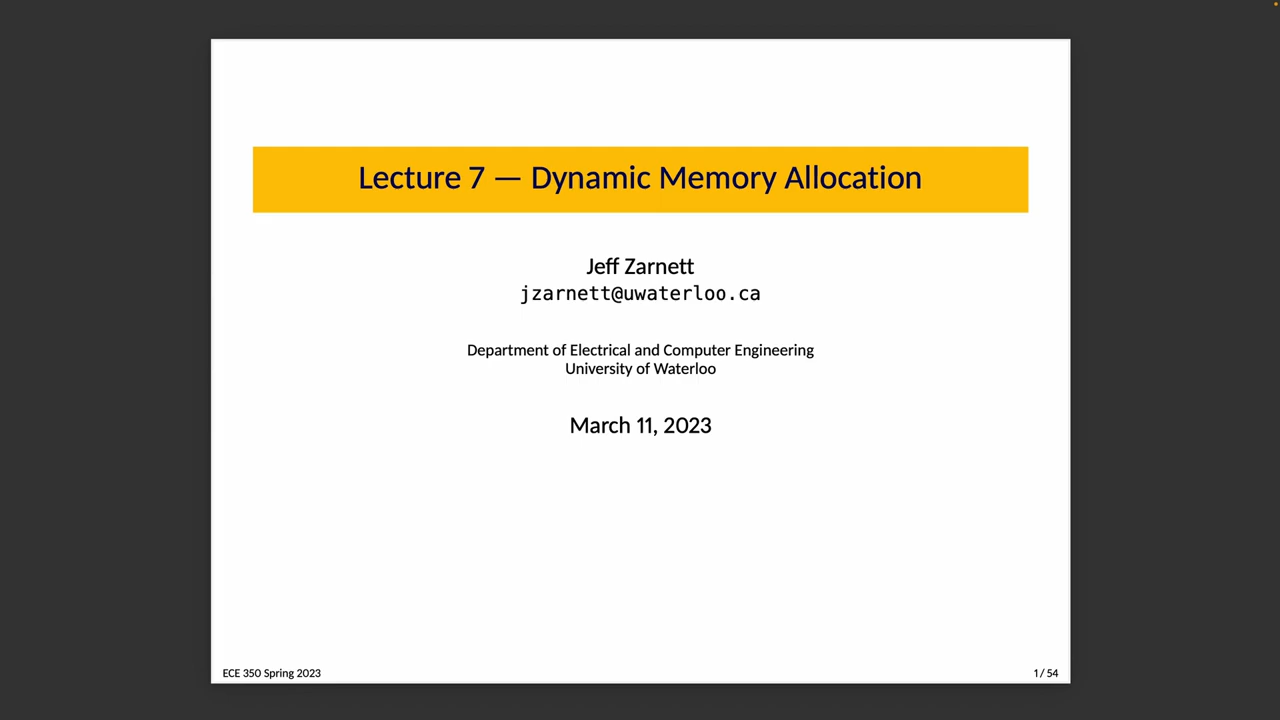 Lecture 7 — Dynamic Memory Allocation
Jeff Zarnett
jzarnett@uwaterloo.ca
Department of Electrical and Computer Engineering
University of Waterloo
March 11, 2023
ECE 350 Spring 2023
1 / 54